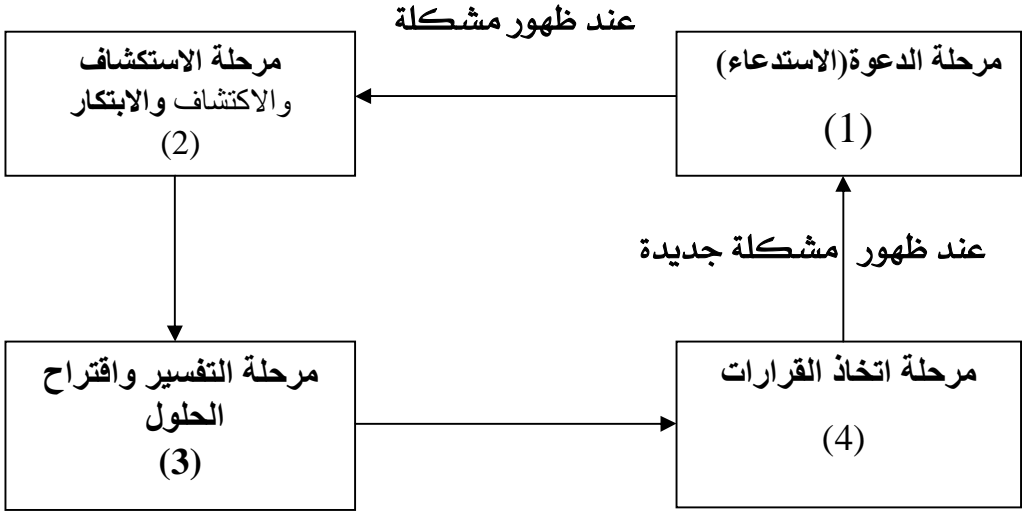 عند ظهور مشكلة
مرحلة الدعوة(الاستدعاء)
(1)
مرحلة الاستكشاف
والاكتشاف والابتكار
(2)
عند ظهور مشكلة جديدة
مرحلة التفسير واقتراح
الحلول
(3)
مرحلة اتخاذ القرارات
(4)